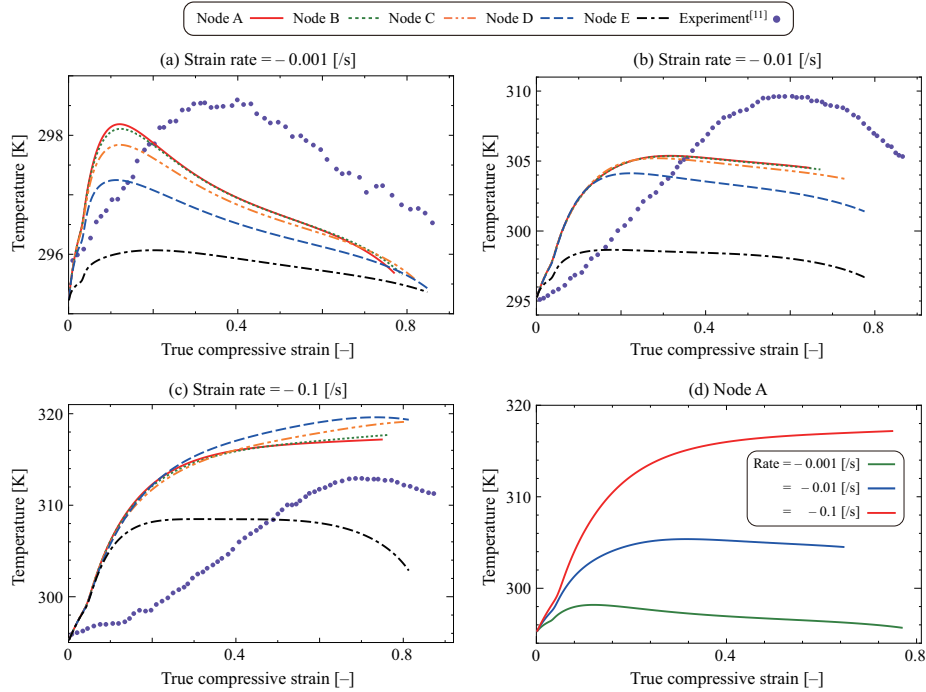 Node A Node B Node C Node D Node E Experiment[11]
(a) Strain rate = – 0.001 [/s]
298
296
Temperature [K]
0 0.4 0.8
True compressive strain [–]
(b) Strain rate = – 0.01 [/s]
310
305
300
295
Temperature [K]
0 0.4 0.8
True compressive strain [–]
(c) Strain rate = – 0.1 [/s]
320
310
300
Temperature [K]
0 0.4 0.8
True compressive strain [–]
(d) Node A
320
310
300
Temperature [K]
Rate = – 0.001 [/s]
= – 0.01 [/s]
= – 0.1 [/s]
0 0.4 0.8
True compressive strain [–]